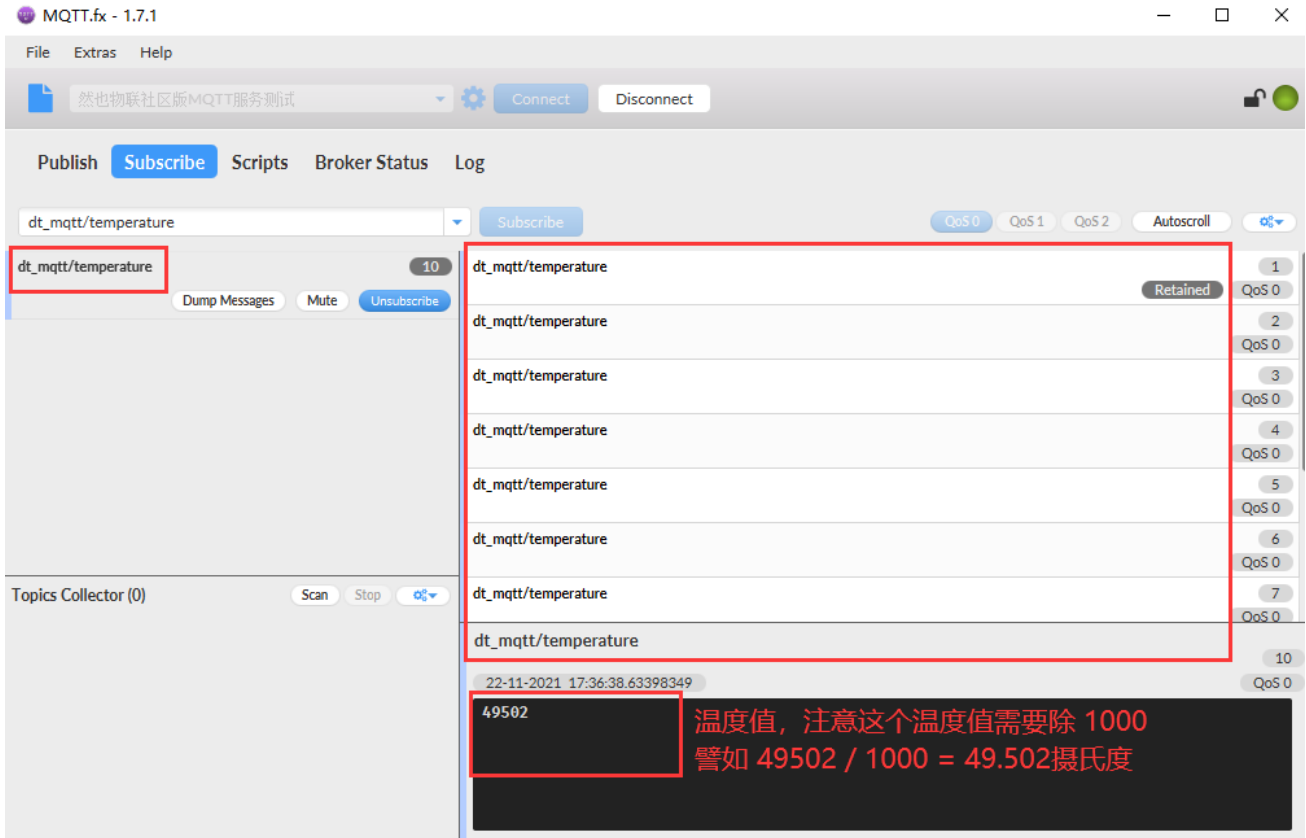 MQTT.fx - 1.7.1
File Extras Help
然也物联社区版MQTT服务测试 Connect Disconnect
Publish Subscribe Scripts Broker Status Log
dt_mqtt/temperature Subscribe QoS 0 QoS 1 QoS 2 Autoscroll
dt_mqtt/temperature 10
Dump Messages Mute Unsubscribe
dt_mqtt/temperature 1
Retained QoS 0
dt_mqtt/temperature 2
QoS 0
dt_mqtt/temperature 3
QoS 0
dt_mqtt/temperature 4
QoS 0
dt_mqtt/temperature 5
QoS 0
dt_mqtt/temperature 6
QoS 0
dt_mqtt/temperature 7
QoS 0
Topics Collector (0) Scan Stop
dt_mqtt/temperature
10
22-11-2021 17:36:38.63398349 QoS 0
49502
温度值，注意这个温度值需要除 1000
譬如 49502 / 1000 = 49.502摄氏度